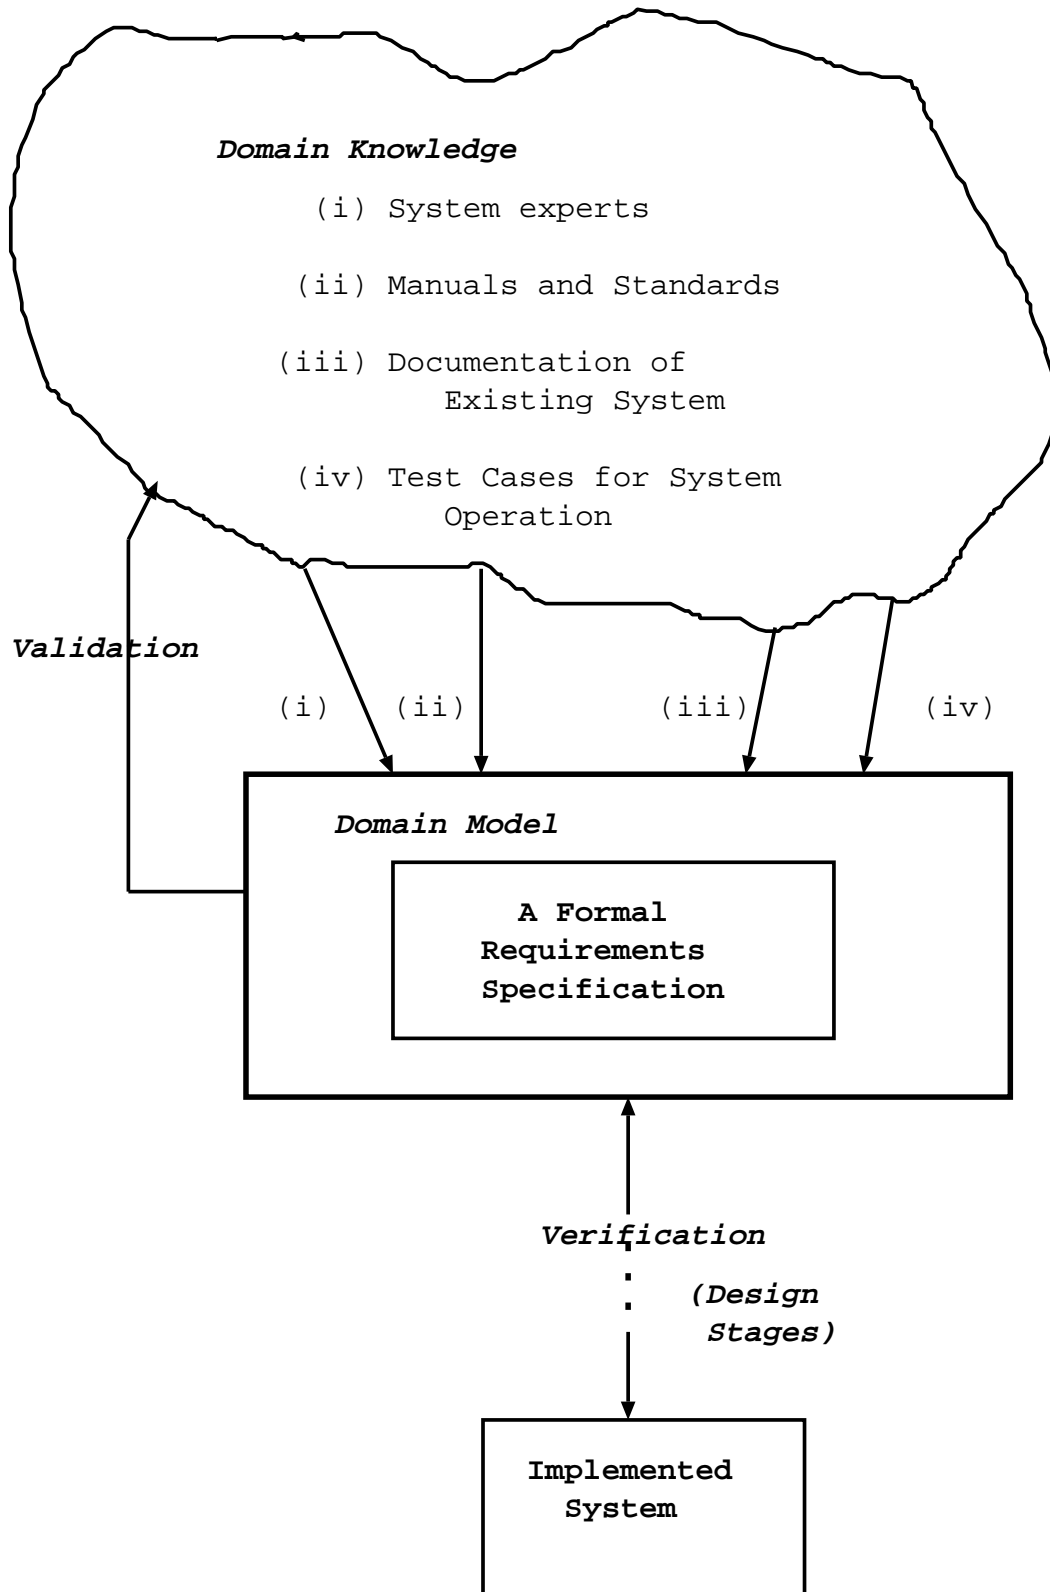 Domain Knowledge
(i) System experts
(ii) Manuals and Standards
(iii) Documentation of
Existing System
(iv) Test Cases for System
Operation
Validation
(i)
(ii)
(iii)
(iv)
Domain Model
A Formal
Requirements
Specification
Verification
(Design
Stages)
Implemented
System